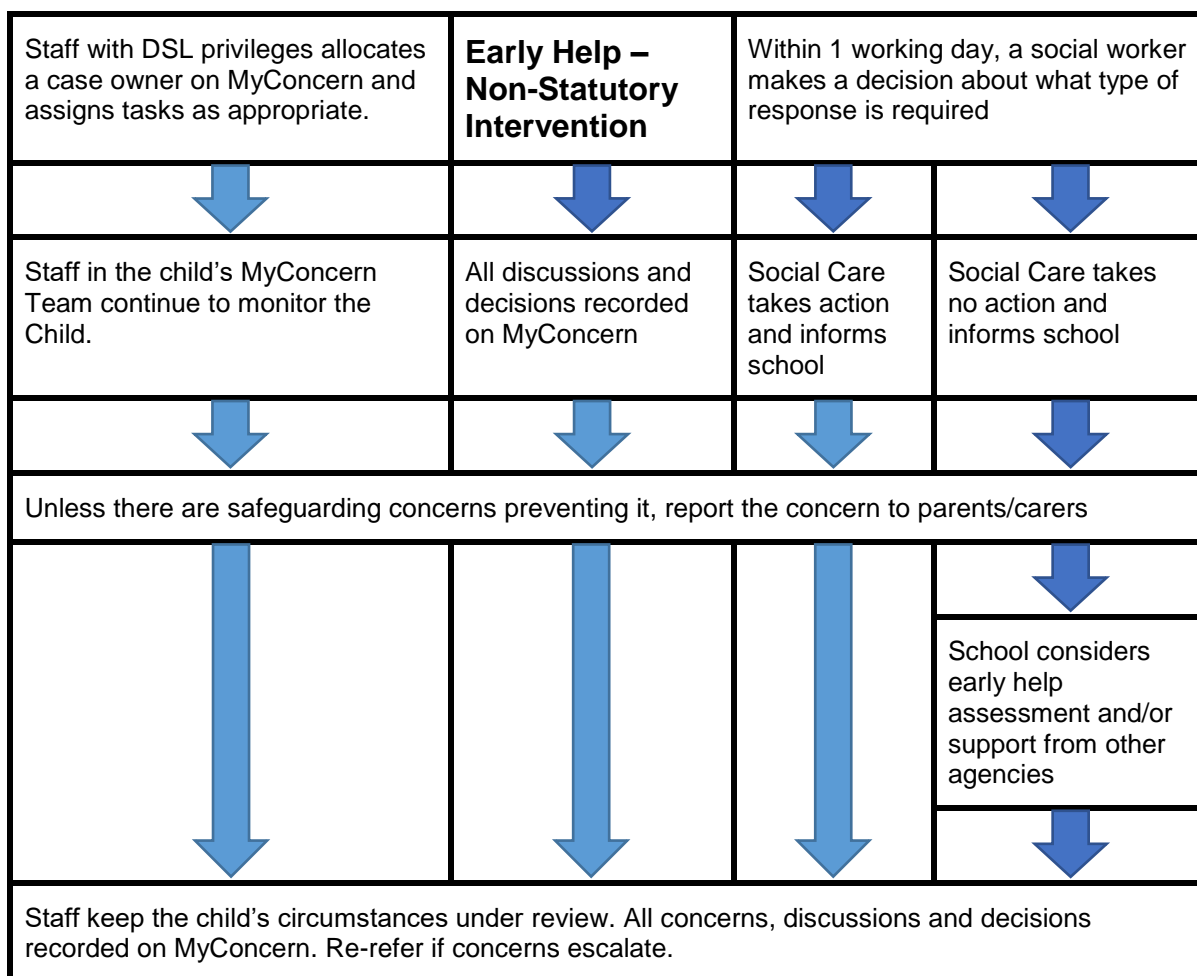 Staff with DSL privileges allocates
a case owner on MyConcern and
assigns tasks as appropriate.
Early Help –
Non-Statutory
Intervention
Within 1 working day, a social worker
makes a decision about what type of
response is required
Staff in the child's MyConcern
Team continue to monitor the
Child.
All discussions and
decisions recorded
on MyConcern
Social Care
takes action
and informs
school
Social Care takes
no action and
informs school
Unless there are safeguarding concerns preventing it, report the concern to parents/carers
School considers
early help
assessment and/or
support from other
agencies
Staff keep the child's circumstances under review. All concerns, discussions and decisions
recorded on MyConcern. Re-refer if concerns escalate.